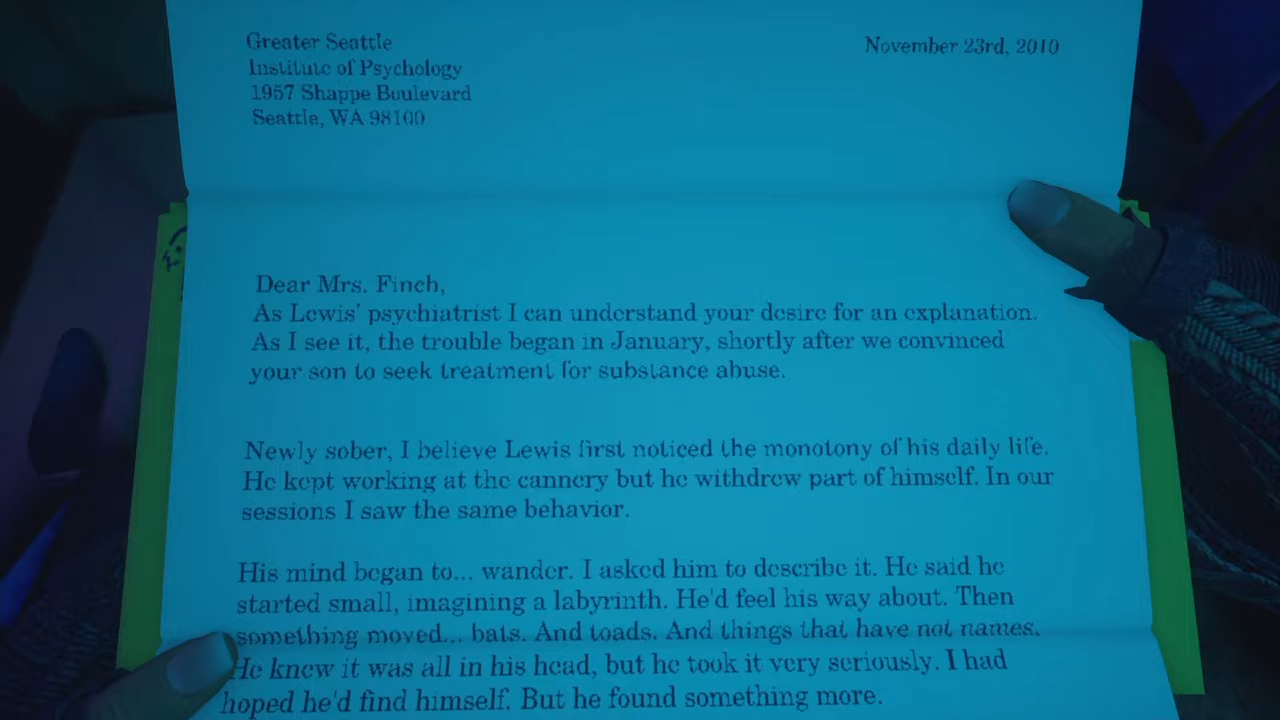 Greater Seattle
Institute of Psychology
1957 Shappe Boulevard
Seattle, WA 98100
November 23rd, 2010
Dear Mrs. Finch,
As Lewis' psychiatrist I can understand your desire for an explanation.
As I see it, the trouble began in January, shortly after we convinced
your son to seek treatment for substance abuse.
Newly sober, I believe Lewis first noticed the monotony of his daily life.
He kept working at the cannery but he withdrew part of himself. In our
sessions I saw the same behavior.
His mind began to... wander. I asked him to describe it. He said he
started small, imagining a labyrinth. He'd feel his way about. Then
something moved... bats. And toads. And things that have not names.
He knew it was all in his head, but he took it very seriously. I had
hoped he'd find himself. But he found something more.